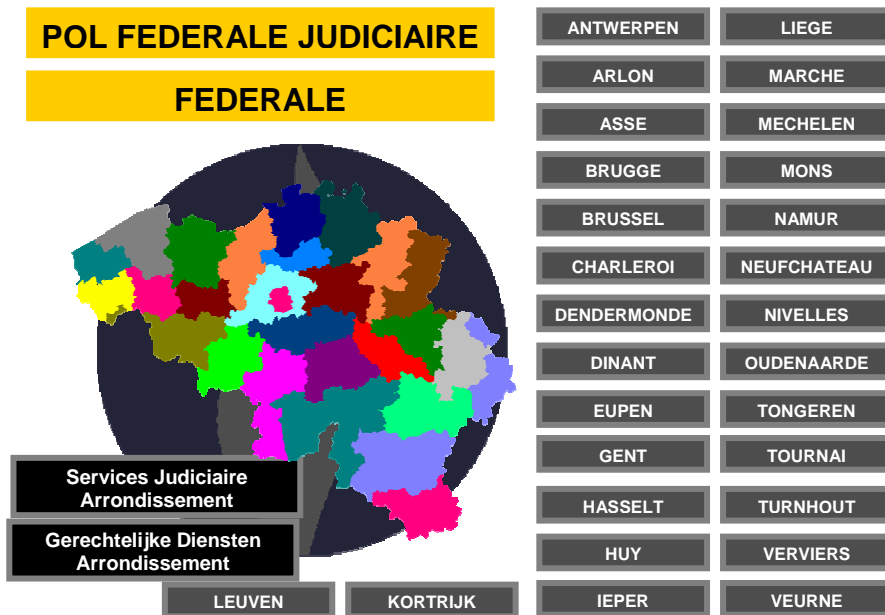 POL FEDERALE JUDICIAIRE
FEDERALE
ANTWERPEN
LIEGE
ARLON
MARCHE
ASSE
MECHELEN
BRUGGE
MONS
BRUSSEL
NAMUR
CHARLEROI
NEUFCHATEAU
DENDERMONDE
NIVELLES
DINANT
OUDENAARDE
EUPEN
TONGEREN
GENT
TOURNAI
HASSELT
TURNHOUT
HUY
VERVIERS
IEPER
VEURNE
Services Judiciaire
Arrondissement
Gerechtelijke Diensten
Arrondissement
LEUVEN
KORTRIJK